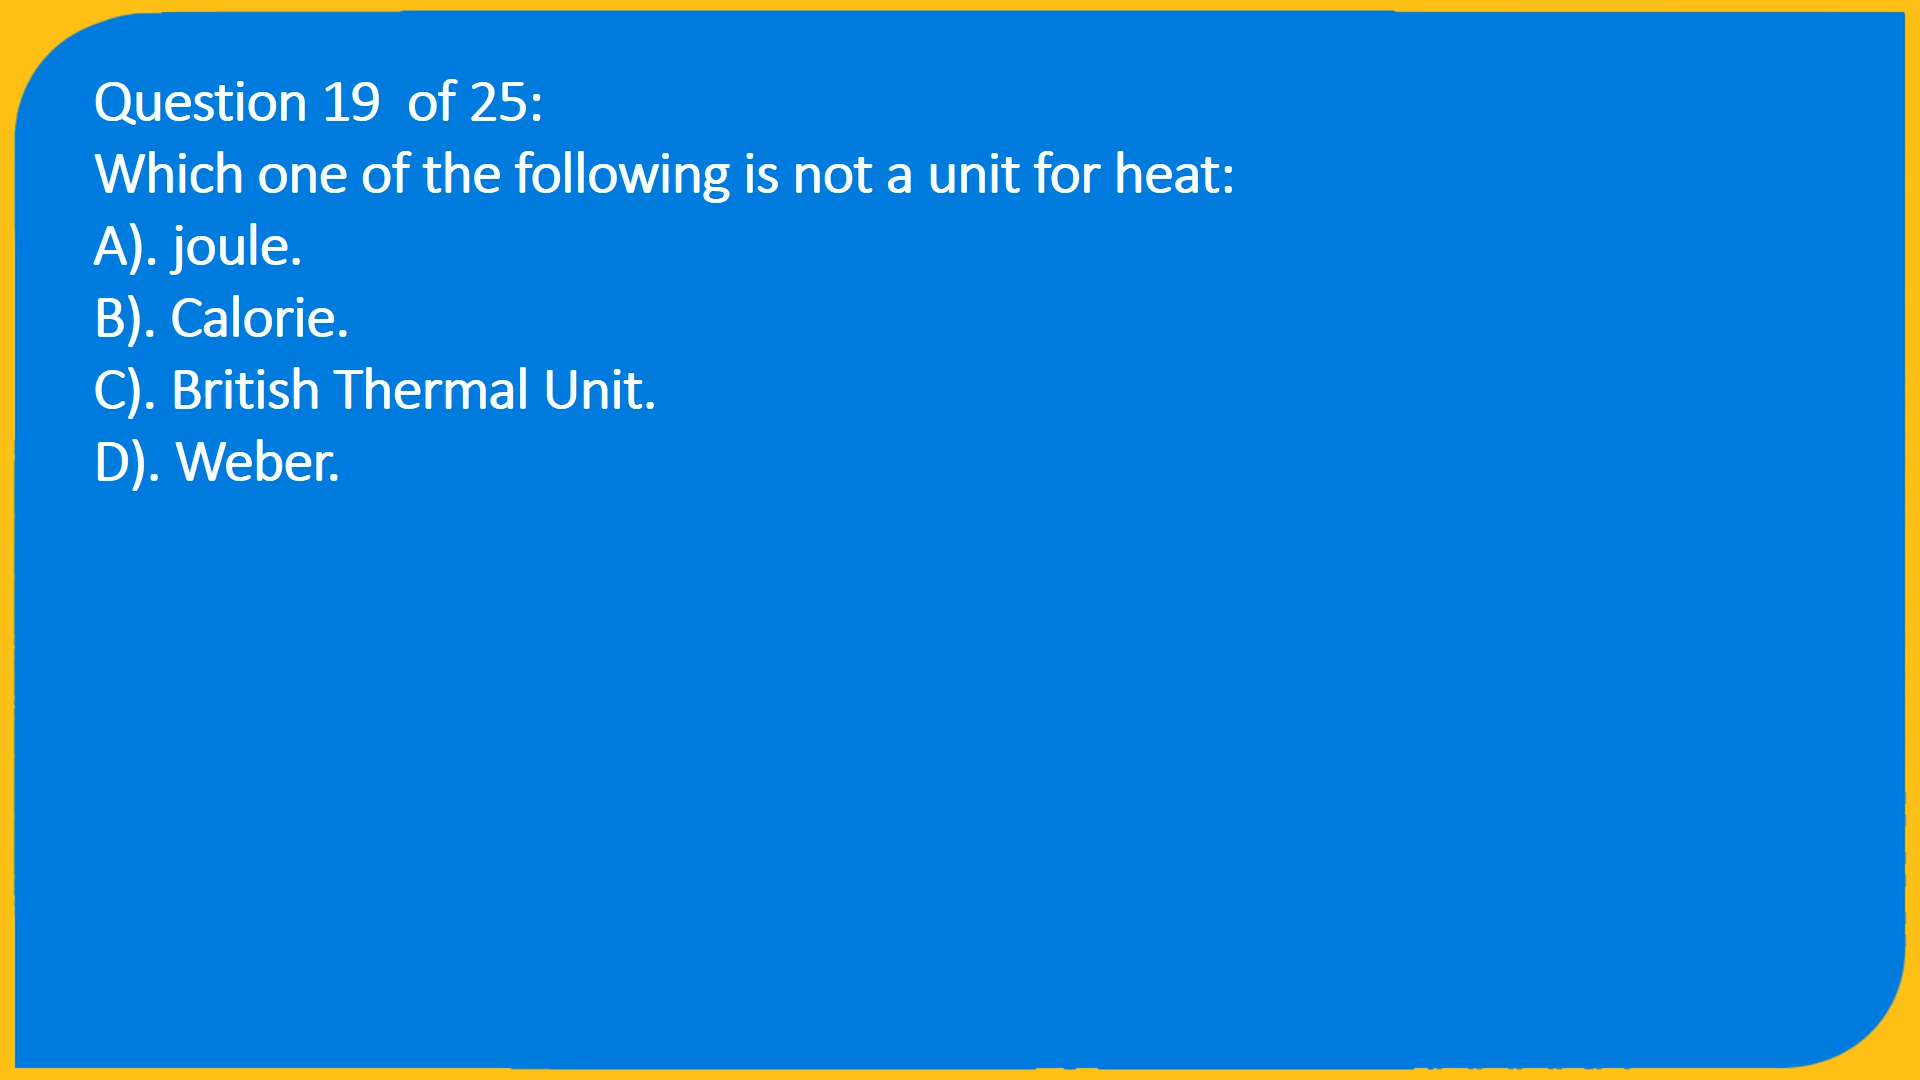 Question 19  of 25:
Which one of the following is not a unit for heat:
A). joule.
B). Calorie.
C). British Thermal Unit.
D). Weber.